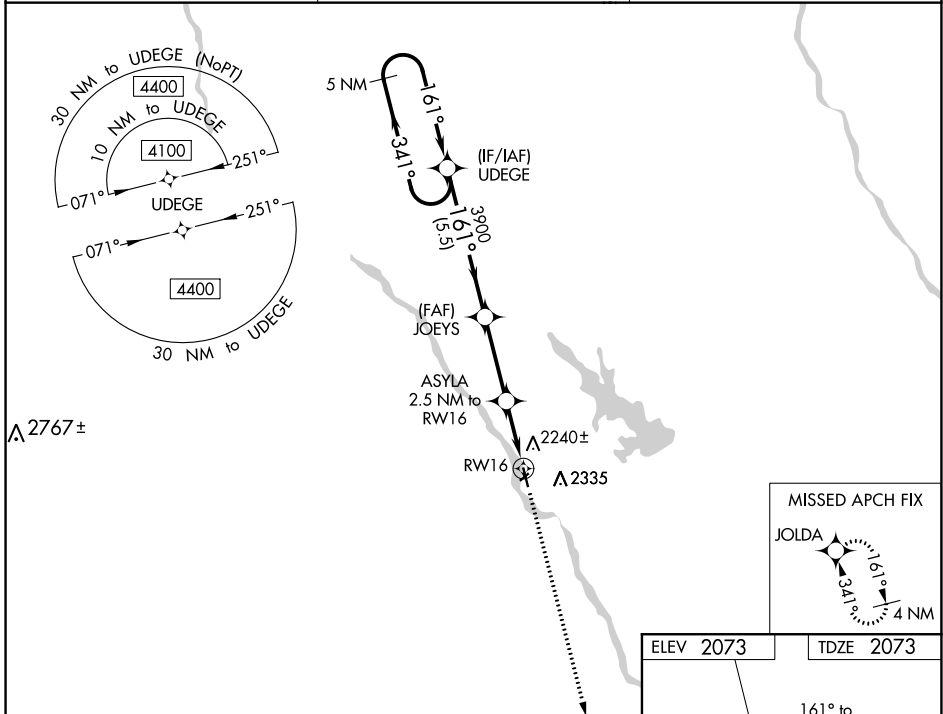 30 NM to UDEGE (NoPT)
4400
10 NM to UDEGE
4100
071°
251°
UDEGE
071°
251°
4400
30 NM to UDEGE
5 NM
161°
341°
(IF/IAF)
UDEGE
3900
161°
(5.5)
(FAF)
JOEYS
ASYLA
2.5 NM to
RW16
2767±
2240±
RW16
2335
MISSED APCH FIX
JOLDA
161°
341°
4 NM
ELEV 2073
TDZE 2073
161° to